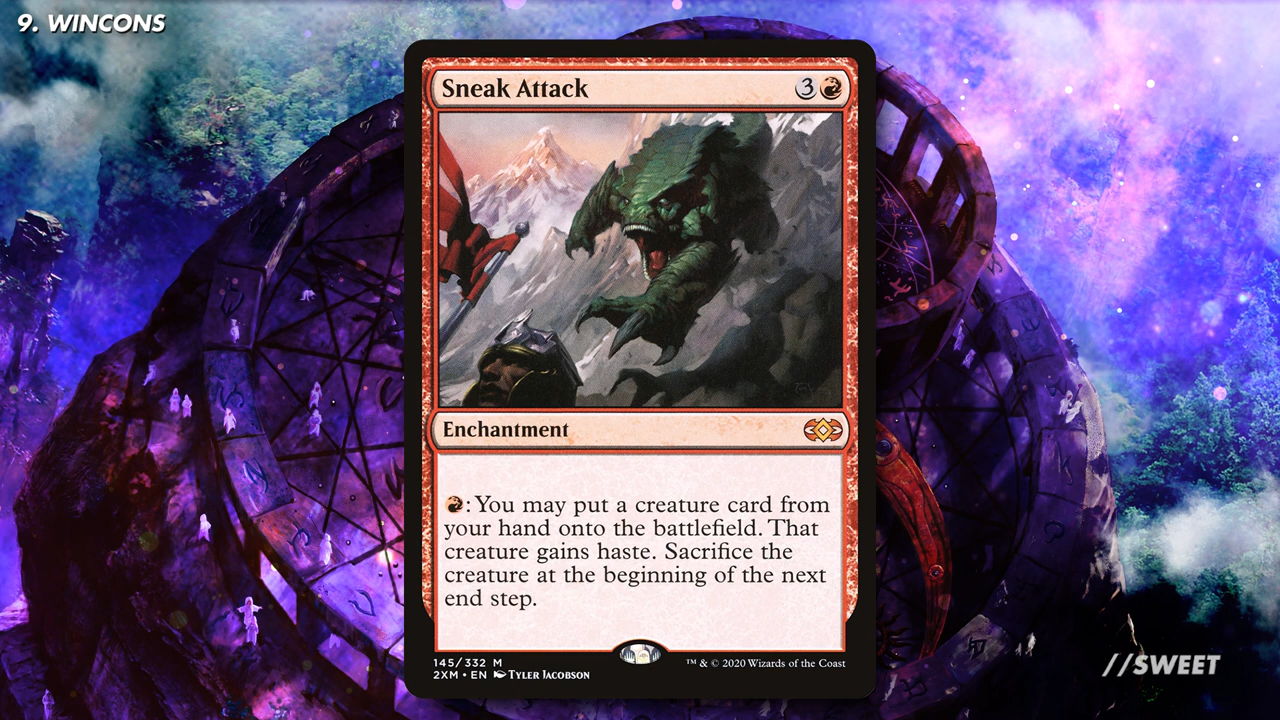 9. WINCONS
Sneak Attack 3
Enchantment
: You may put a creature card from
your hand onto the battlefield. That
creature gains haste. Sacrifice the
creature at the beginning of the next
end step.
145/332 M
2XM • EN Tyler Jacobson
™ & © 2020 Wizards of the Coast
//SWEET